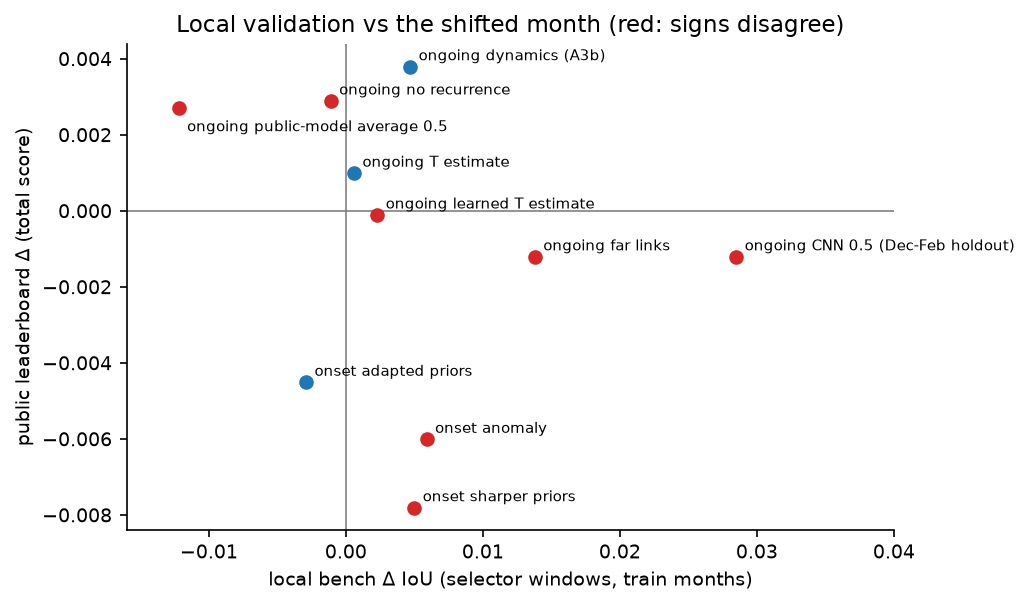 Local validation vs the shifted month (red: signs disagree)
public leaderboard Δ (total score)
0.004
0.002
0.000
−0.002
−0.004
−0.006
−0.008
ongoing dynamics (A3b)
ongoing no recurrence
ongoing public-model average 0.5
ongoing T estimate
ongoing learned T estimate
ongoing far links
ongoing CNN 0.5 (Dec-Feb holdout)
onset adapted priors
onset anomaly
onset sharper priors
−0.01
0.00
0.01
0.02
0.03
0.04
local bench Δ IoU (selector windows, train months)